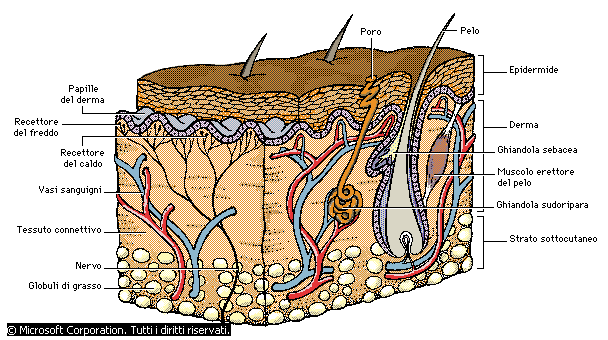 Poro
Pelo
Epidermide
Papille
del derma
Recettore
del freddo
Derma
Recettore
del caldo
Ghiandola sebacea
Muscolo erettore
del pelo
Vasi sanguigni
Ghiandola sudoripara
Tessuto connettivo
Strato sottocutaneo
Nervo
Globuli di grasso
© Microsoft Corporation. Tutti i diritti riservati.